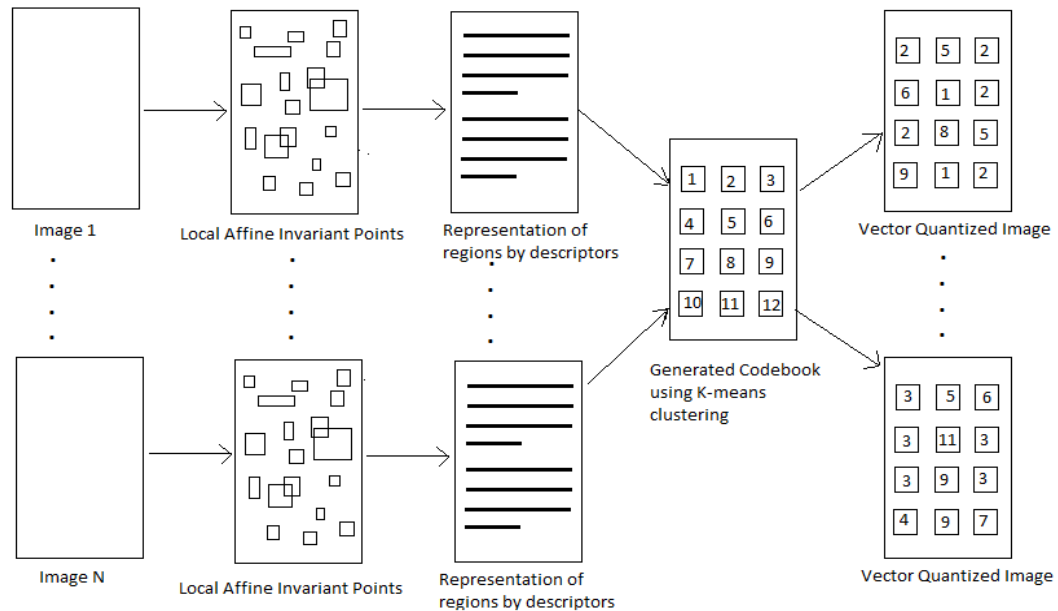 Image 1
Local Affine Invariant Points
Representation of
regions by descriptors
1 2 3
4 5 6
7 8 9
10 11 12
Generated Codebook
using K-means
clustering
2 5 2
6 1 2
2 8 5
9 1 2
Vector Quantized Image
Image N
Local Affine Invariant Points
Representation of
regions by descriptors
3 5 6
3 11 3
3 9 3
4 9 7
Vector Quantized Image